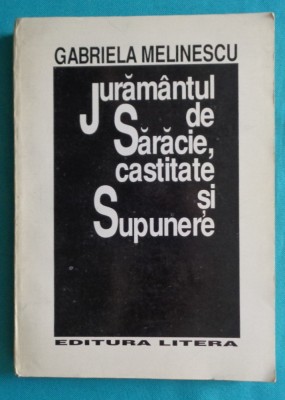 GABRIELA MELINESCU
Jurământul
de
Sărăcie,
castitate
și
Supunere
EDITURA LITERA